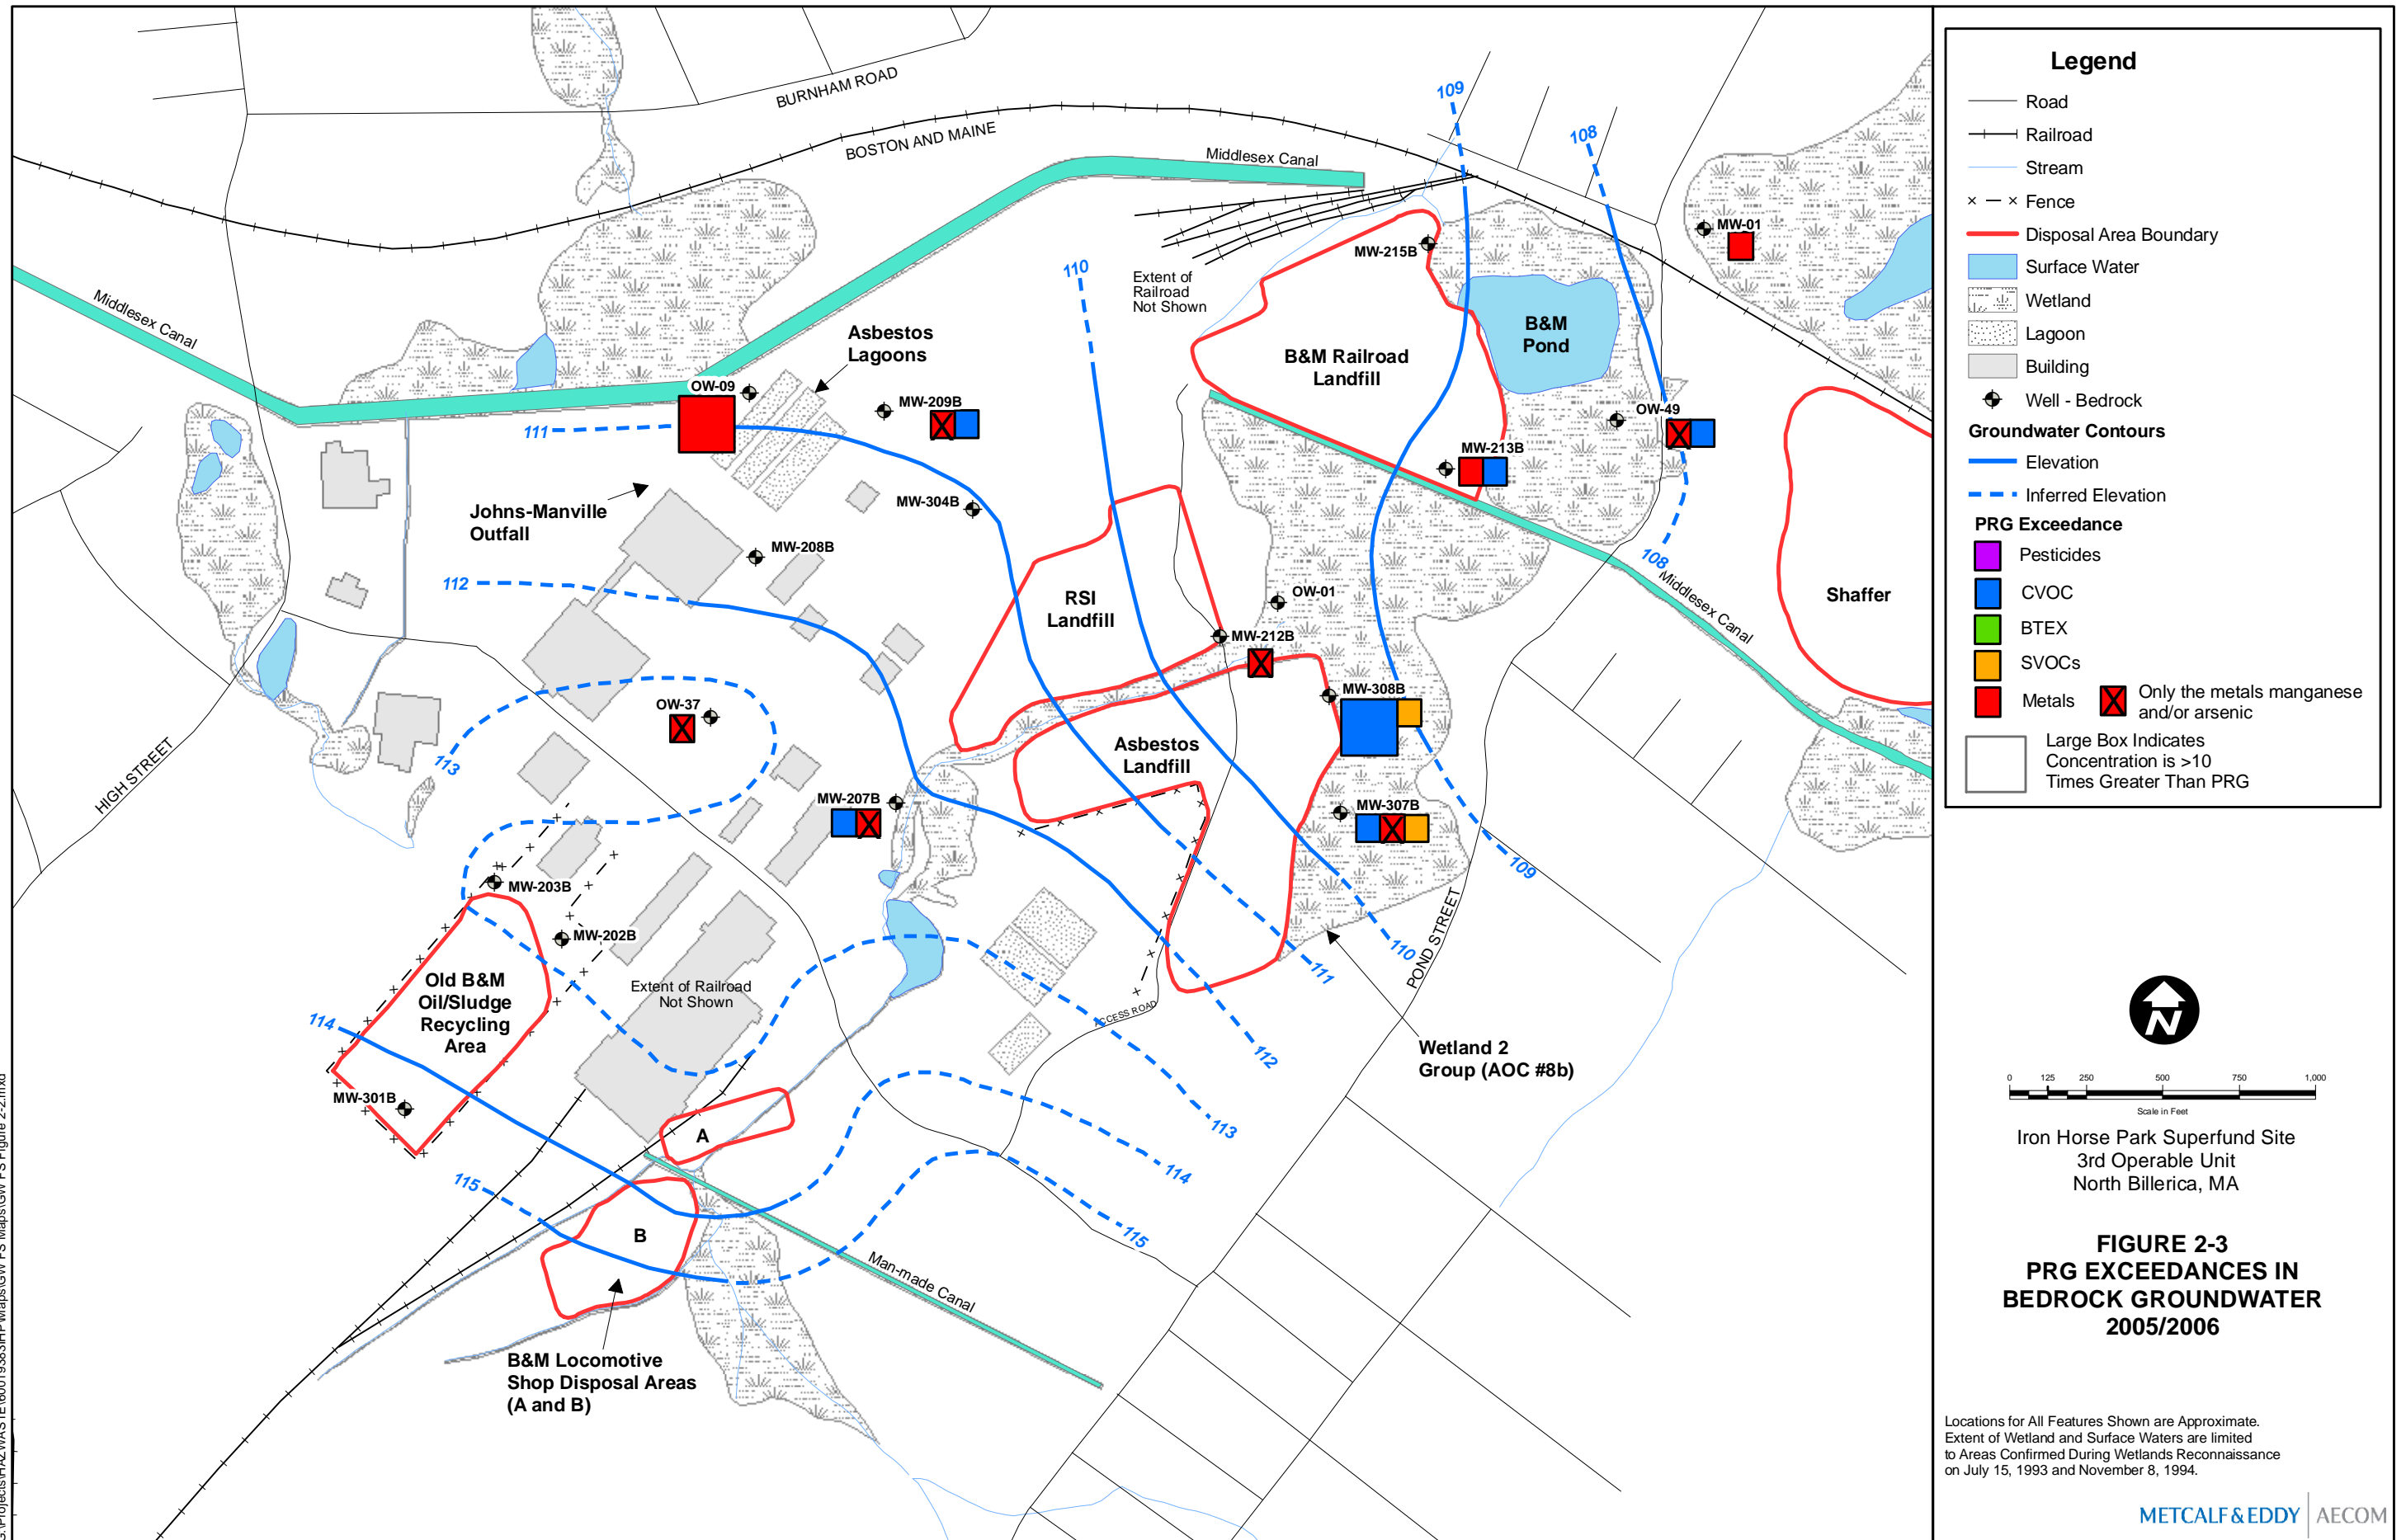 BURNHAM ROAD
BOSTON AND MAINE
Middlesex Canal
109
108
MW-01
MW-215B
110
Extent of
Railroad
Not Shown
Middlesex Canal
Asbestos
Lagoons
B&M
Pond
B&M Railroad
Landfill
OW-09
MW-209B
OW-49
111
MW-213B
MW-304B
Johns-Manville
Outfall
MW-208B
108
112
RSI
Landfill
OW-01
Middlesex Canal
Shaffer
MW-212B
MW-308B
OW-37
113
Asbestos
Landfill
HIGH STREET
MW-207B
MW-307B
109
MW-203B
MW-202B
POND STREET
110
111
Old B&M
Oil/Sludge
Recycling
Area
Extent of Railroad
Not Shown
114
112
Wetland 2
Group (AOC #8b)
MW-301B
113
A
114
115
B
115
Man-made Canal
B&M Locomotive
Shop Disposal Areas
(A and B)
Legend
Road
Railroad
Stream
Fence
Disposal Area Boundary
Surface Water
Wetland
Lagoon
Building
Well - Bedrock
Groundwater Contours
Elevation
Inferred Elevation
PRG Exceedance
Pesticides
CVOC
BTEX
SVOCs
Metals
Only the metals manganese
and/or arsenic
Large Box Indicates
Concentration is >10
Times Greater Than PRG
N
0 125 250 500 750 1,000
Scale in Feet
Iron Horse Park Superfund Site
3rd Operable Unit
North Billerica, MA
FIGURE 2-3
PRG EXCEEDANCES IN
BEDROCK GROUNDWATER
2005/2006
Locations for All Features Shown are Approximate.
Extent of Wetland and Surface Waters are limited
to Areas Confirmed During Wetlands Reconnaissance
on July 15, 1993 and November 8, 1994.
METCALF & EDDY | AECOM